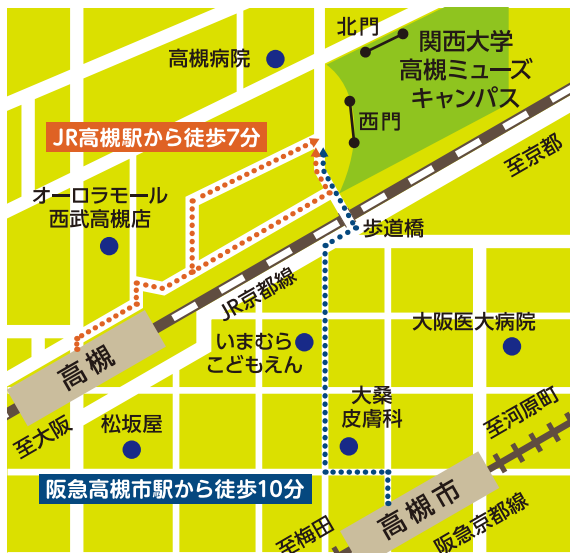 北門
関西大学
高槻ミューズ
キャンパス
高槻病院
西門
JR高槻駅から徒歩7分
至京都
オーロラモール
西武高槻店
歩道橋
JR京都線
いまむら
こどもえん
大阪医大病院
高槻
至大阪
松坂屋
大桑
皮膚科
至河原町
阪急高槻市駅から徒歩10分
高槻市
至梅田
阪急京都線